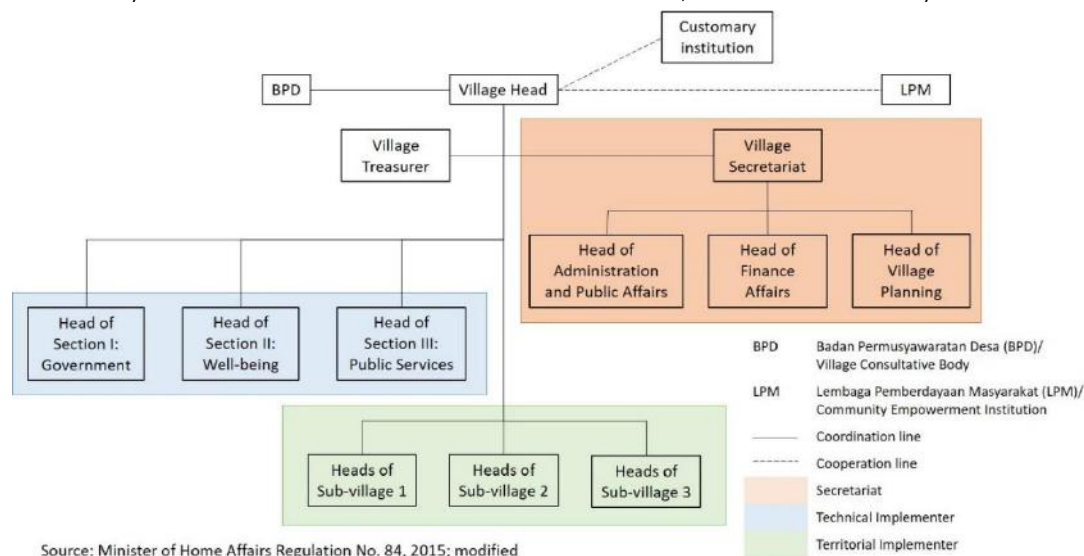 Customary
institution
BPD
Village Head
LPM
Village
Treasurer
Village
Secretariat
Head of
Administration
and Public Affairs
Head of
Finance
Affairs
Head of
Village
Planning
Head of
Section I:
Government
Head of
Section II:
Well-being
Head of
Section III:
Public Services
Heads of
Sub-village 1
Heads of
Sub-village 2
Heads of
Sub-village 3
BPD Badan Permusyawaratan Desa (BPD)/
Village Consultative Body
LPM Lembaga Pemberdayaan Masyarakat (LPM)/
Community Empowerment Institution
Coordination line
Cooperation line
Secretariat
Technical Implementer
Territorial Implementer
Source: Minister of Home Affairs Regulation No. 84, 2015; modified